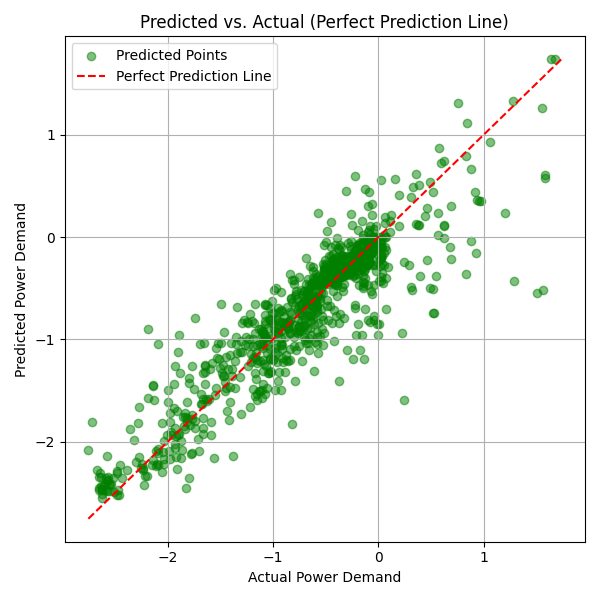 Predicted vs. Actual (Perfect Prediction Line)
Predicted Points
Perfect Prediction Line
1
0
−1
−2
Predicted Power Demand
−2 −1 0 1
Actual Power Demand